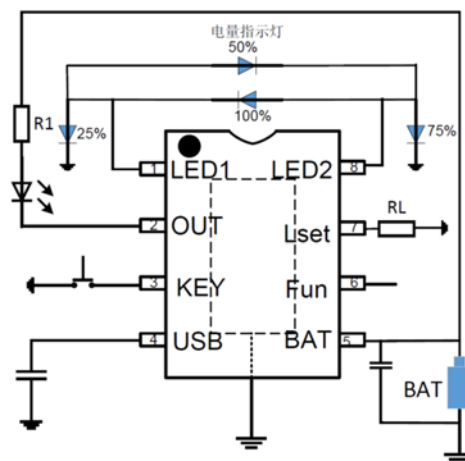 电量指示灯
50%
100%
R1
25%
75%
1
LED1
LED2
8
2
OUT
Lset
7
RL
3
KEY
Fun
6
4
USB
BAT
5
BAT